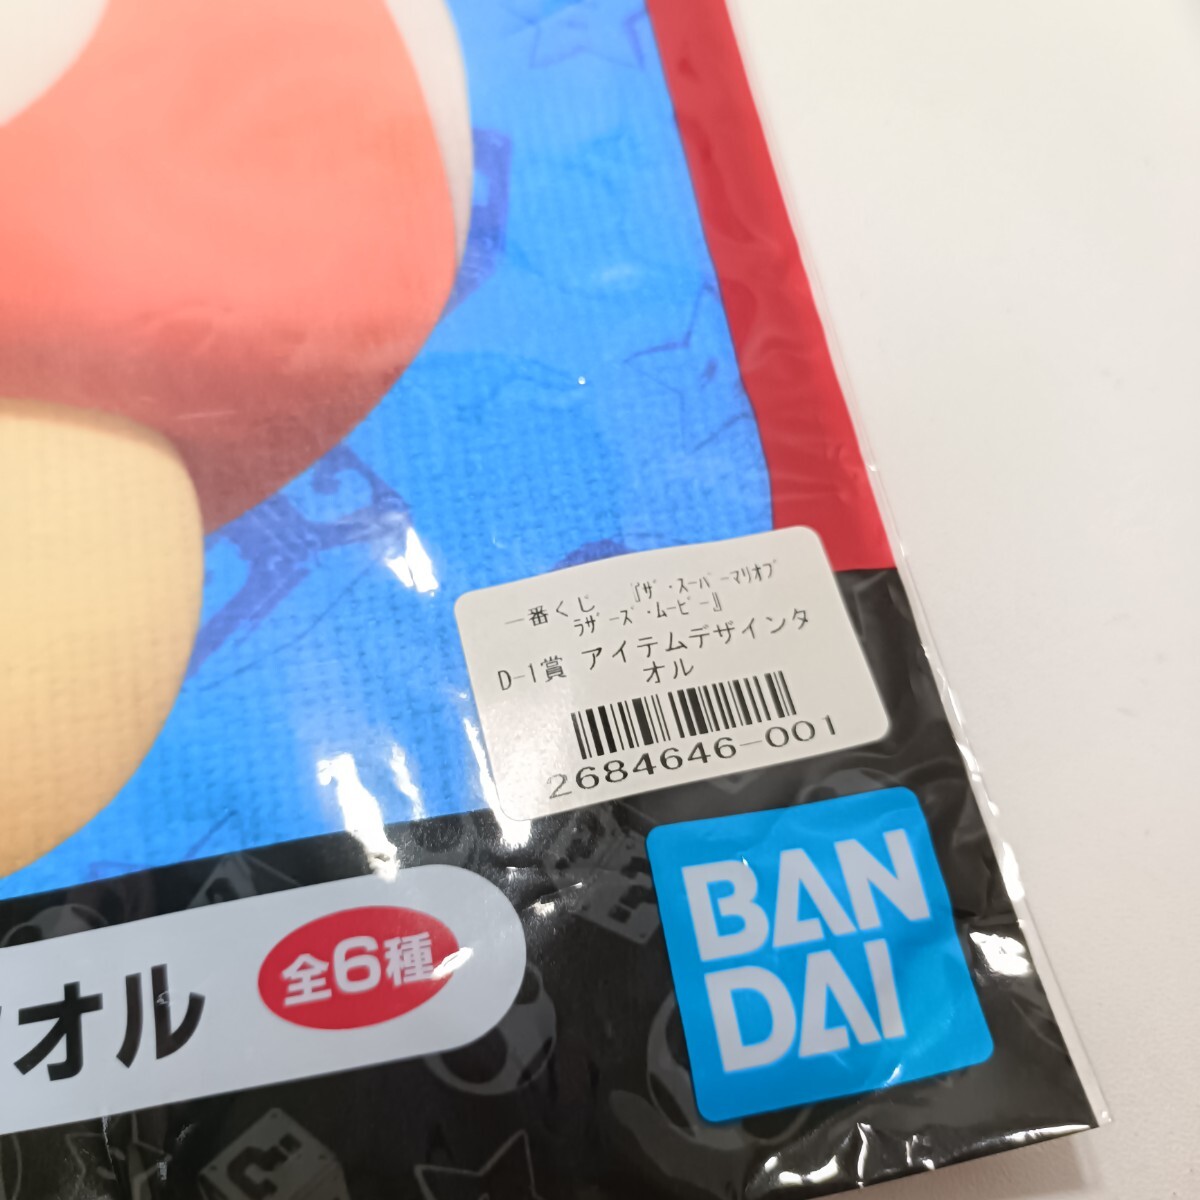 一番くじ 『ｻﾞ･ｽｰﾊﾟｰﾏﾘｵﾌﾞ
ﾗｻﾞｰｽﾞ･ﾑｰﾋﾞｰ』
D-1賞 アイテムデザインタ
オル
2684646-001
オル
全6種
BAN
DAI